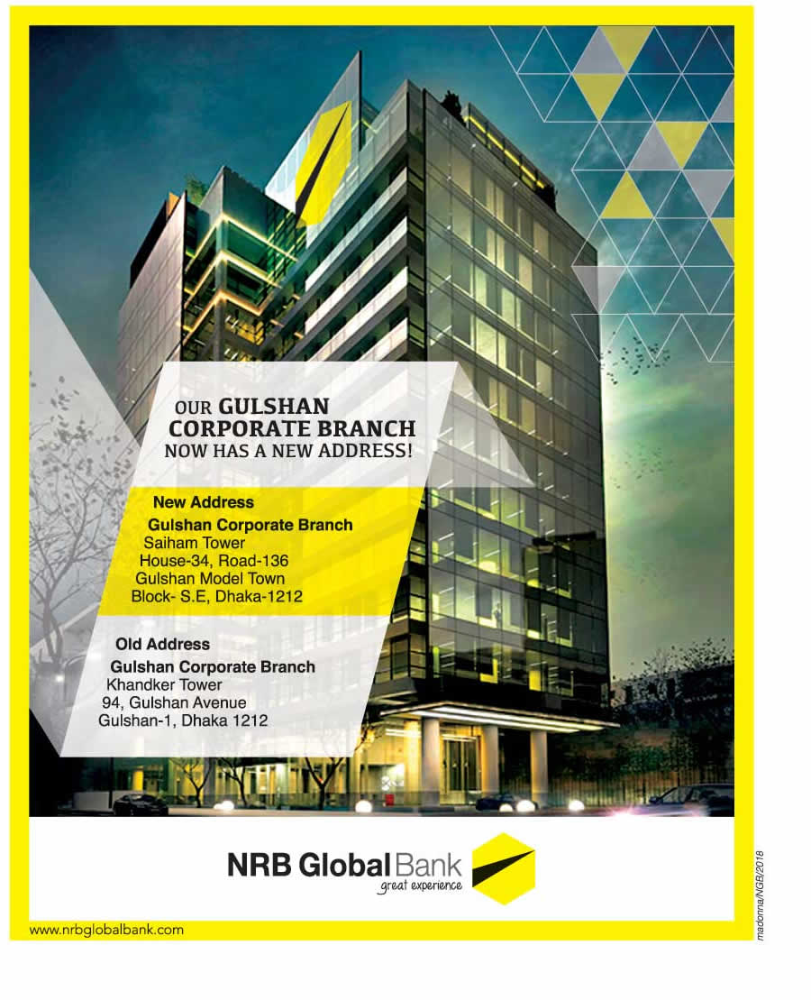 OUR GULSHAN
CORPORATE BRANCH
NOW HAS A NEW ADDRESS!
New Address
Gulshan Corporate Branch
Saiham Tower
House-34, Road-136
Gulshan Model Town
Block- S.E, Dhaka-1212
Old Address
Gulshan Corporate Branch
Khandker Tower
94, Gulshan Avenue
Gulshan-1, Dhaka 1212
NRB Global Bank
great experience
www.nrbglobalbank.com
madonna/NGB/2018